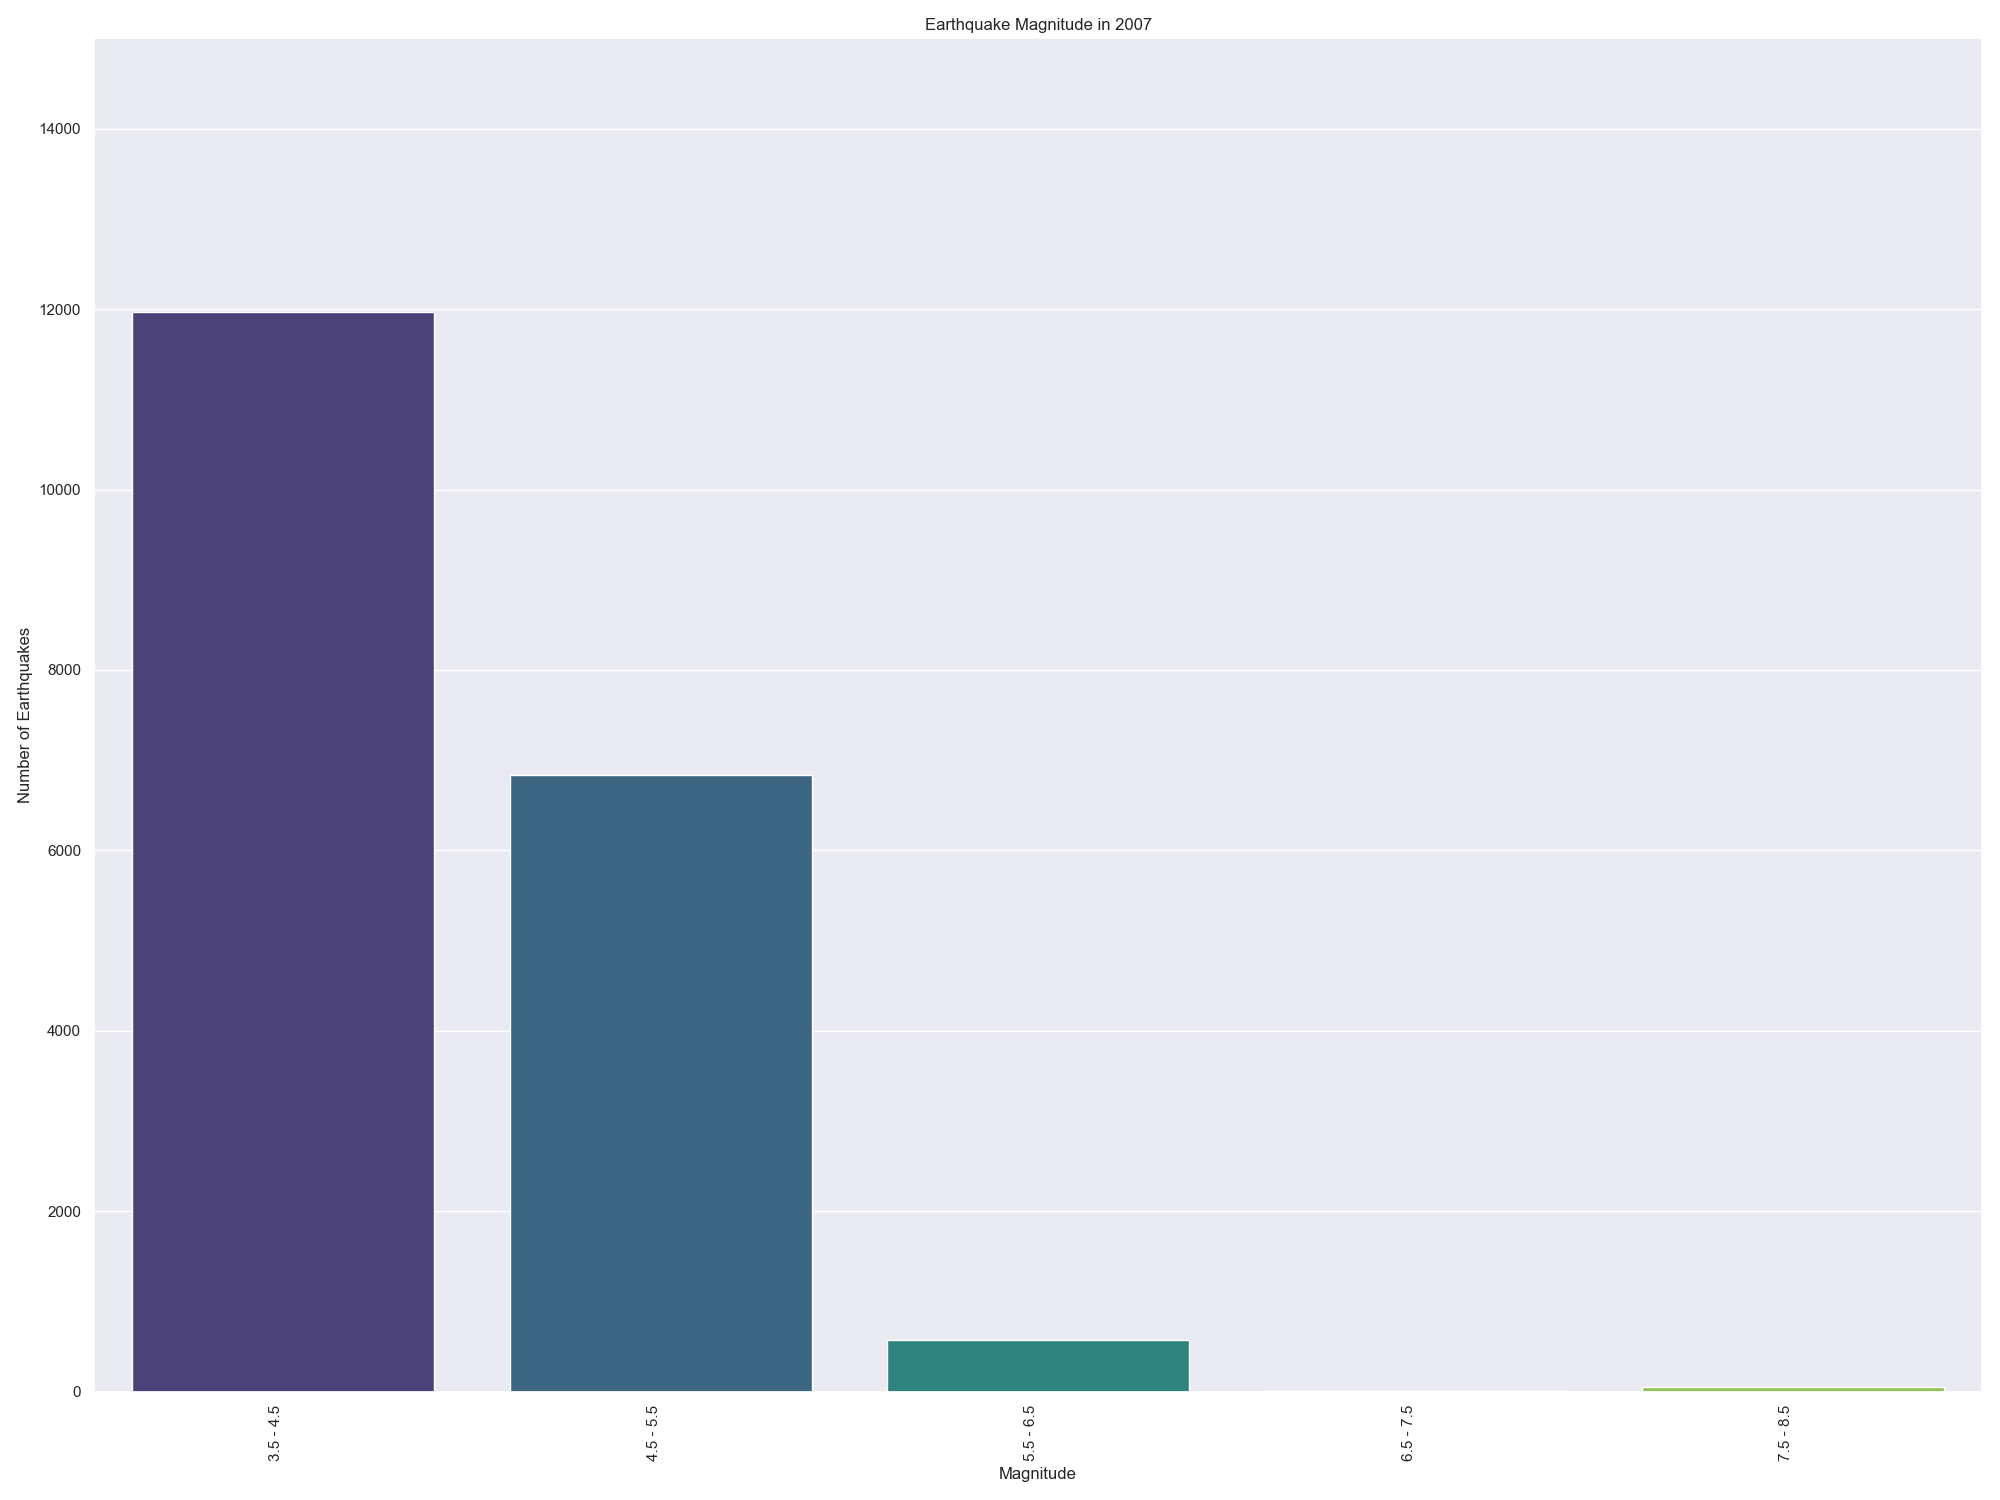 Earthquake Magnitude in 2007
14000
12000
10000
8000
6000
4000
2000
0
Number of Earthquakes
3.5 - 4.5
4.5 - 5.5
5.5 - 6.5
6.5 - 7.5
7.5 - 8.5
Magnitude